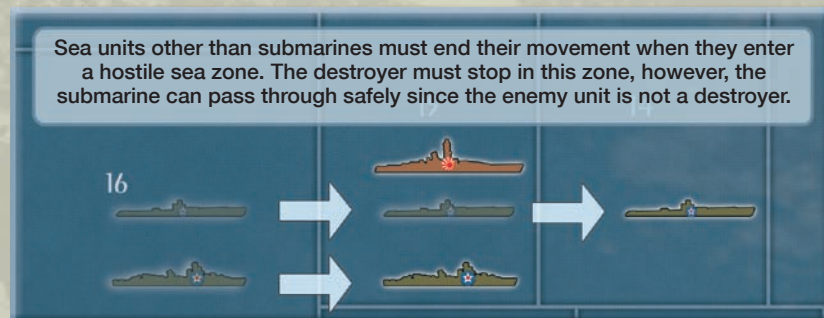 Sea units other than submarines must end their movement when they enter
a hostile sea zone. The destroyer must stop in this zone, however, the
submarine can pass through safely since the enemy unit is not a destroyer.
16